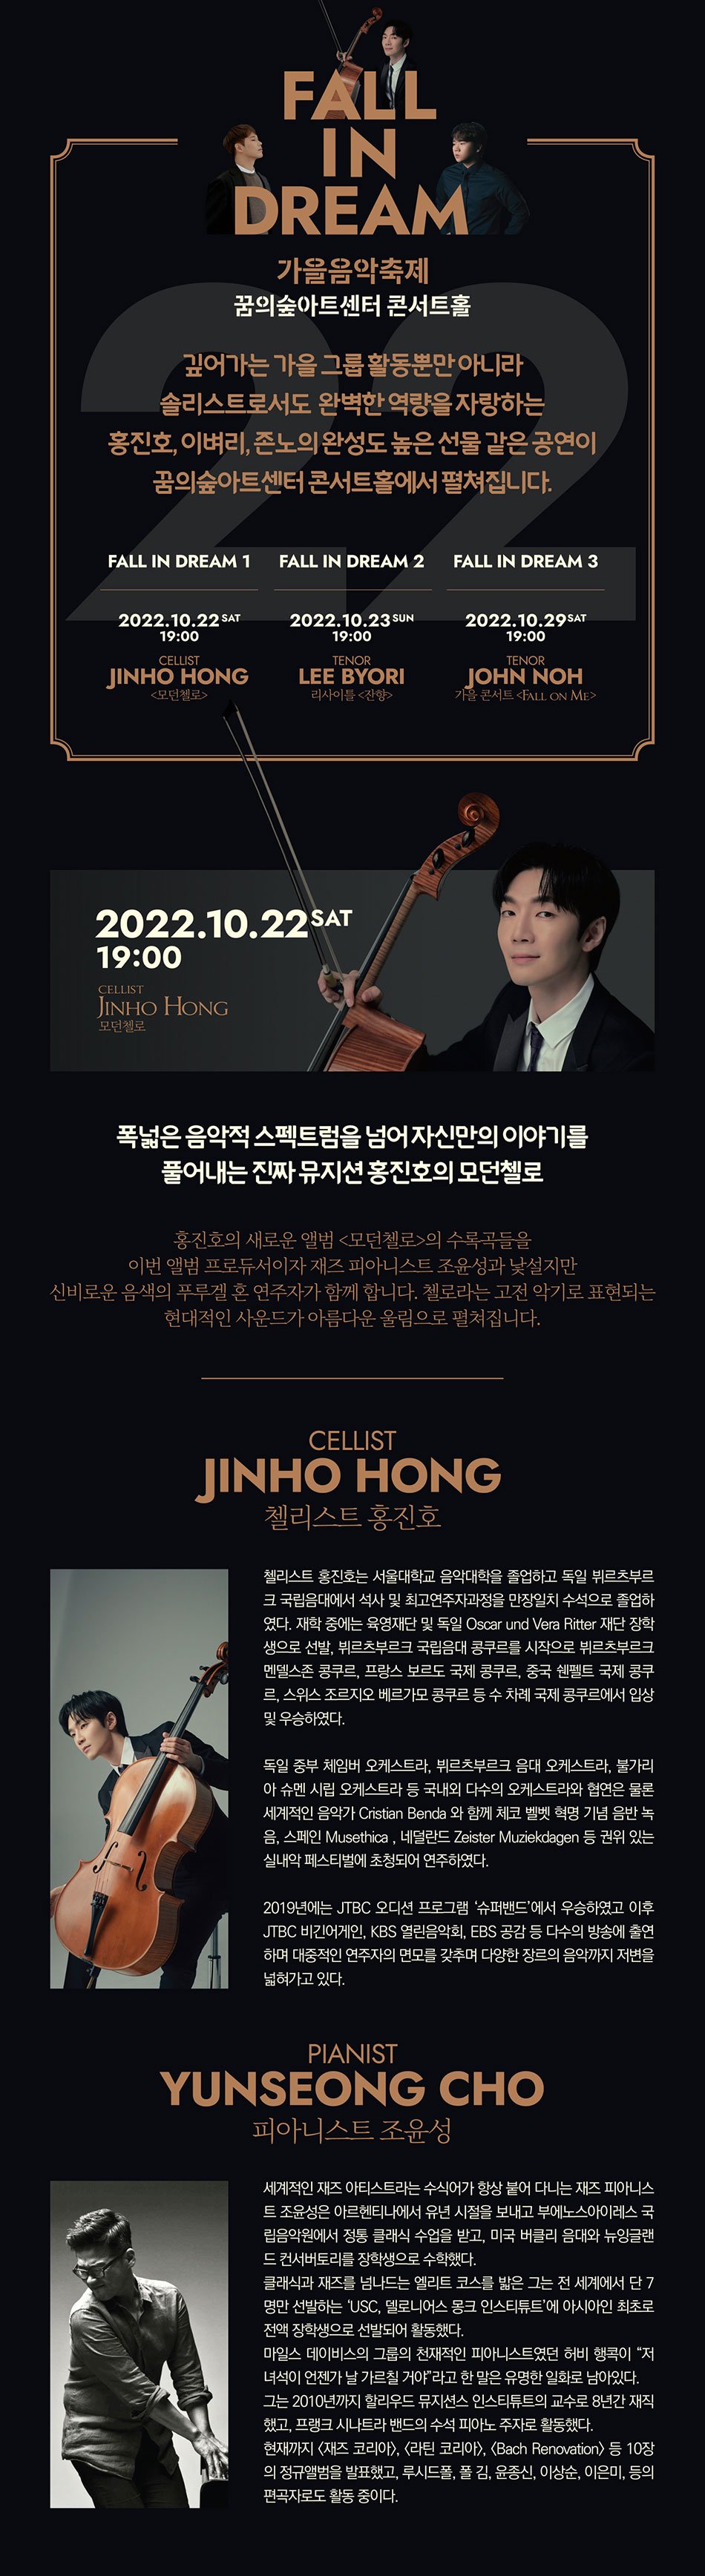 FALL
IN
DREAM
가을음악축제
꿈의숲아트센터 콘서트홀
22
깊어가는 가을 그룹 활동뿐만 아니라
솔리스트로서도 완벽한 역량을 자랑하는
홍진호, 이벼리, 존노의 완성도 높은 선물 같은 공연이
꿈의숲아트센터 콘서트홀에서 펼쳐집니다.
FALL IN DREAM 1
2022.10.22 SAT
19:00
CELLIST
JINHO HONG
<모던첼로>
FALL IN DREAM 2
2022.10.23 SUN
19:00
TENOR
LEE BYORI
리사이틀 <잔향>
FALL IN DREAM 3
2022.10.29 SAT
19:00
TENOR
JOHN NOH
가을 콘서트 <FALL ON ME>
2022.10.22 SAT
19:00
CELLIST
JINHO HONG
모던첼로
폭넓은 음악적 스펙트럼을 넘어 자신만의 이야기를
풀어내는 진짜 뮤지션 홍진호의 모던첼로
홍진호의 새로운 앨범 <모던첼로>의 수록곡들을
이번 앨범 프로듀서이자 재즈 피아니스트 조윤성과 낯설지만
신비로운 음색의 푸루겔 혼 연주자가 함께 합니다. 첼로라는 고전 악기로 표현되는
현대적인 사운드가 아름다운 울림으로 펼쳐집니다.
CELLIST
JINHO HONG
첼리스트 홍진호
첼리스트 홍진호는 서울대학교 음악대학을 졸업하고 독일 뷔르츠부르
크 국립음대에서 석사 및 최고연주자과정을 만장일치 수석으로 졸업하
였다. 재학 중에는 육영재단 및 독일 Oscar und Vera Ritter 재단 장학
생으로 선발, 뷔르츠부르크 국립음대 콩쿠르를 시작으로 뷔르츠부르크
멘델스존 콩쿠르, 프랑스 보르도 국제 콩쿠르, 중국 쉔펠트 국제 콩쿠
르, 스위스 조르지오 베르가모 콩쿠르 등 수 차례 국제 콩쿠르에서 입상
및 우승하였다.
독일 중부 체임버 오케스트라, 뷔르츠부르크 음대 오케스트라, 불가리
아 슈멘 시립 오케스트라 등 국내외 다수의 오케스트라와 협연은 물론
세계적인 음악가 Cristian Benda 와 함께 체코 벨벳 혁명 기념 음반 녹
음, 스페인 Musethica , 네덜란드 Zeister Muziekdagen 등 권위 있는
실내악 페스티벌에 초청되어 연주하였다.
2019년에는 JTBC 오디션 프로그램 ‘슈퍼밴드’에서 우승하였고 이후
JTBC 비긴어게인, KBS 열린음악회, EBS 공감 등 다수의 방송에 출연
하며 대중적인 연주자의 면모를 갖추며 다양한 장르의 음악까지 저변을
넓혀가고 있다.
PIANIST
YUNSEONG CHO
피아니스트 조윤성
세계적인 재즈 아티스트라는 수식어가 항상 붙어 다니는 재즈 피아니스
트 조윤성은 아르헨티나에서 유년 시절을 보내고 부에노스아이레스 국
립음악원에서 정통 클래식 수업을 받고, 미국 버클리 음대와 뉴잉글랜
드 컨서버토리를 장학생으로 수학했다.
클래식과 재즈를 넘나드는 엘리트 코스를 밟은 그는 전 세계에서 단 7
명만 선발하는 ‘USC, 델로니어스 몽크 인스티튜트’에 아시아인 최초로
전액 장학생으로 선발되어 활동했다.
마일스 데이비스의 그룹의 천재적인 피아니스트였던 허비 행콕이 “저
녀석이 언젠가 날 가르칠 거야”라고 한 말은 유명한 일화로 남아있다.
그는 2010년까지 할리우드 뮤지션스 인스티튜트의 교수로 8년간 재직
했고, 프랭크 시나트라 밴드의 수석 피아노 주자로 활동했다.
현재까지 〈재즈 코리아〉, 〈라틴 코리아〉, 〈Bach Renovation〉 등 10장
의 정규앨범을 발표했고, 루시드폴, 폴 김, 윤종신, 이상순, 이은미, 등의
편곡자로도 활동 중이다.